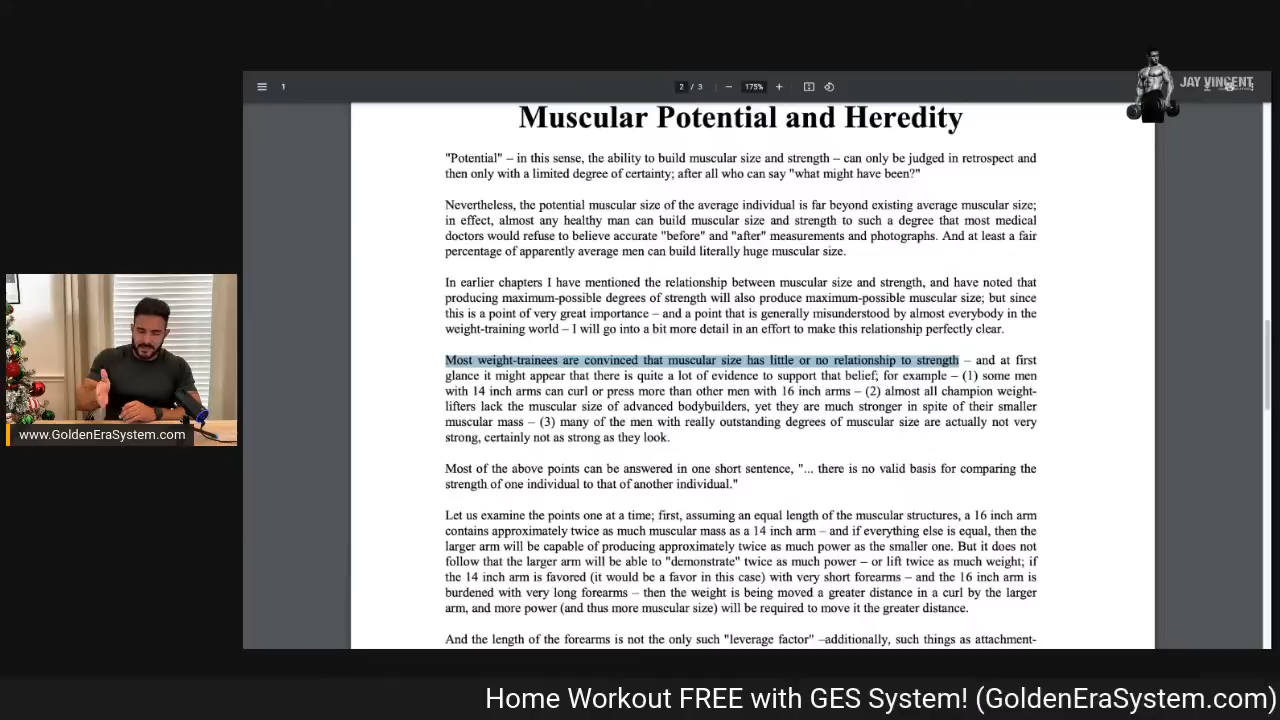 1
2 / 3
175%
JAY VINCENT
Muscular Potential and Heredity
"Potential" – in this sense, the ability to build muscular size and strength – can only be judged in retrospect and
then only with a limited degree of certainty; after all who can say "what might have been?"
Nevertheless, the potential muscular size of the average individual is far beyond existing average muscular size;
in effect, almost any healthy man can build muscular size and strength to such a degree that most medical
doctors would refuse to believe accurate "before" and "after" measurements and photographs. And at least a fair
percentage of apparently average men can build literally huge muscular size.
In earlier chapters I have mentioned the relationship between muscular size and strength, and have noted that
producing maximum-possible degrees of strength will also produce maximum-possible muscular size; but since
this is a point of very great importance – and a point that is generally misunderstood by almost everybody in the
weight-training world – I will go into a bit more detail in an effort to make this relationship perfectly clear.
Most weight-trainees are convinced that muscular size has little or no relationship to strength – and at first
glance it might appear that there is quite a lot of evidence to support that belief; for example – (1) some men
with 14 inch arms can curl or press more than other men with 16 inch arms – (2) almost all champion weight-
lifters lack the muscular size of advanced bodybuilders, yet they are much stronger in spite of their smaller
muscular mass – (3) many of the men with really outstanding degrees of muscular size are actually not very
strong, certainly not as strong as they look.
Most of the above points can be answered in one short sentence, "... there is no valid basis for comparing the
strength of one individual to that of another individual."
Let us examine the points one at a time; first, assuming an equal length of the muscular structures, a 16 inch arm
contains approximately twice as much muscular mass as a 14 inch arm – and if everything else is equal, then the
larger arm will be capable of producing approximately twice as much power as the smaller one. But it does not
follow that the larger arm will be able to "demonstrate" twice as much power – or lift twice as much weight; if
the 14 inch arm is favored (it would be a favor in this case) with very short forearms – and the 16 inch arm is
burdened with very long forearms – then the weight is being moved a greater distance in a curl by the larger
arm, and more power (and thus more muscular size) will be required to move it the greater distance.
And the length of the forearms is not the only such "leverage factor" –additionally, such things as attachment-
www.GoldenEraSystem.com
Home Workout FREE with GES System! (GoldenEraSystem.com)